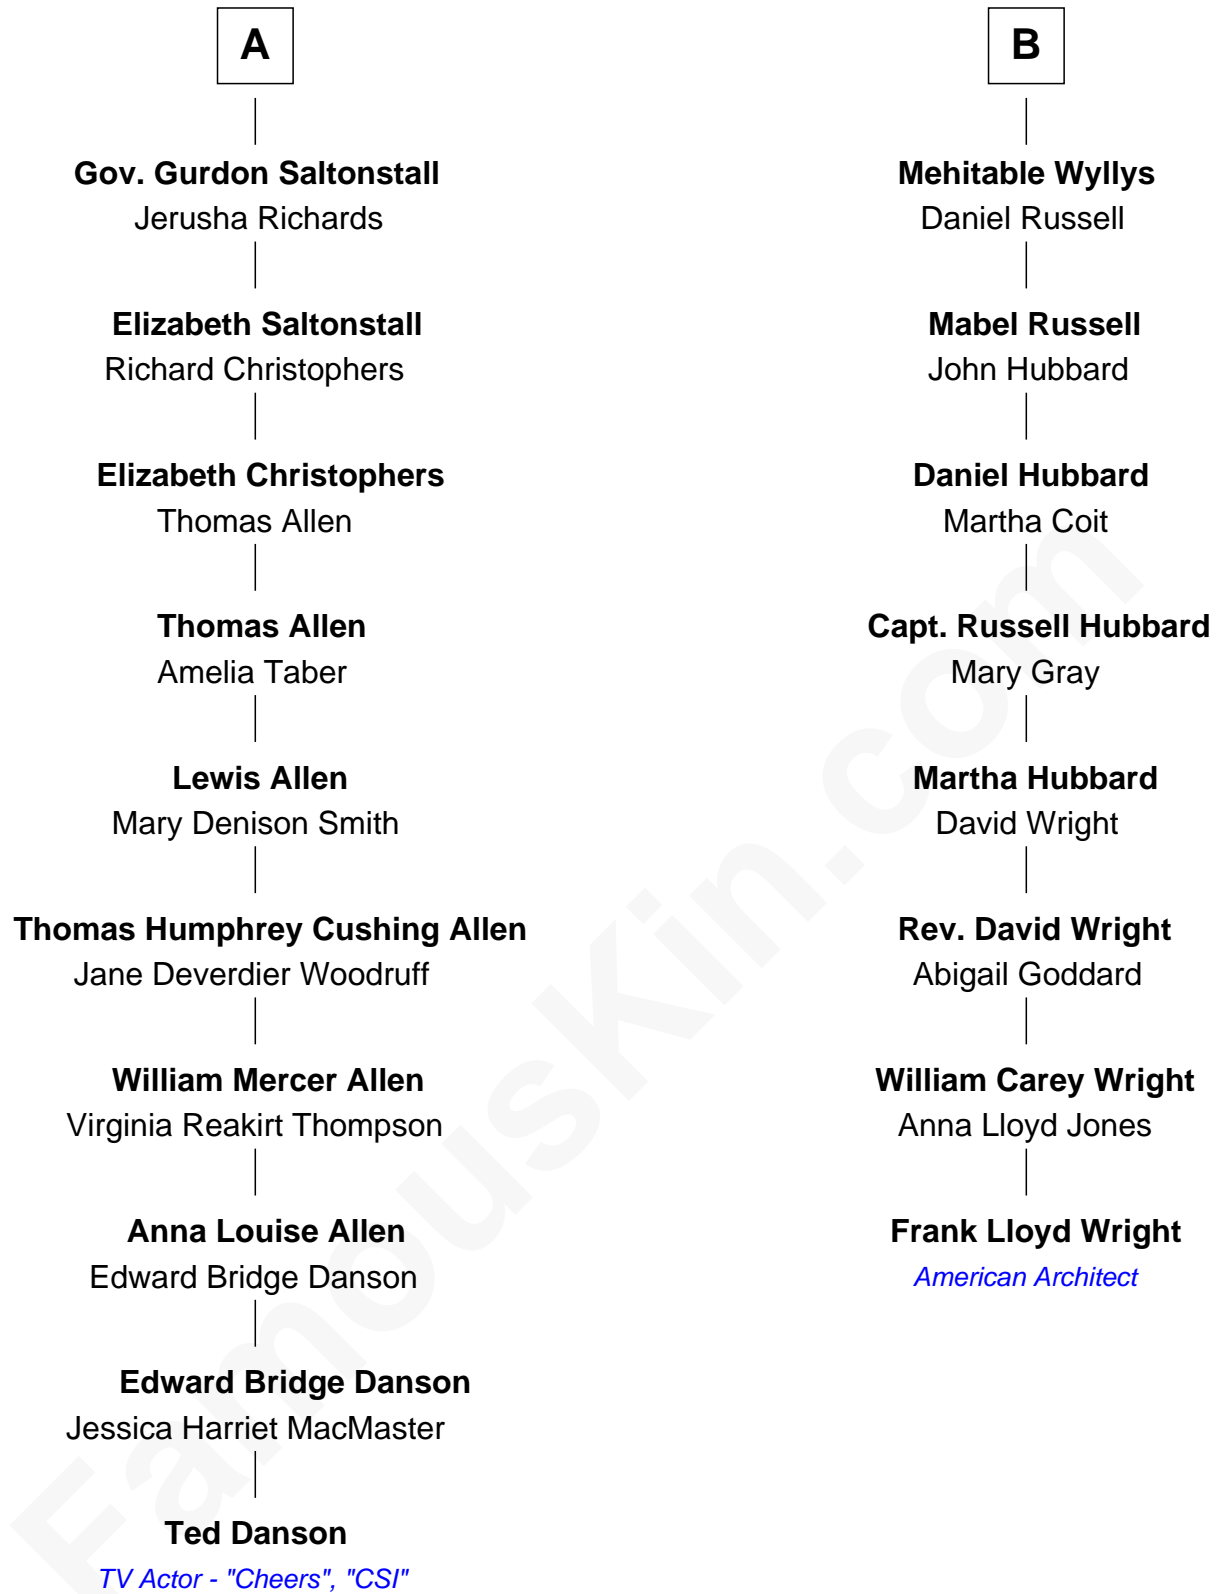 A
Gov. Gurdon Saltonstall
Jerusha Richards
Elizabeth Saltonstall
Richard Christophers
Elizabeth Christophers
Thomas Allen
Thomas Allen
Amelia Taber
Lewis Allen
Mary Denison Smith
Thomas Humphrey Cushing Allen
Jane Deverdier Woodruff
William Mercer Allen
Virginia Reakirt Thompson
Anna Louise Allen
Edward Bridge Danson
Edward Bridge Danson
Jessica Harriet MacMaster
Ted Danson
TV Actor - "Cheers", "CSI"
B
Mehitable Wyllys
Daniel Russell
Mabel Russell
John Hubbard
Daniel Hubbard
Martha Coit
Capt. Russell Hubbard
Mary Gray
Martha Hubbard
David Wright
Rev. David Wright
Abigail Goddard
William Carey Wright
Anna Lloyd Jones
Frank Lloyd Wright
American Architect
FamousKin.com